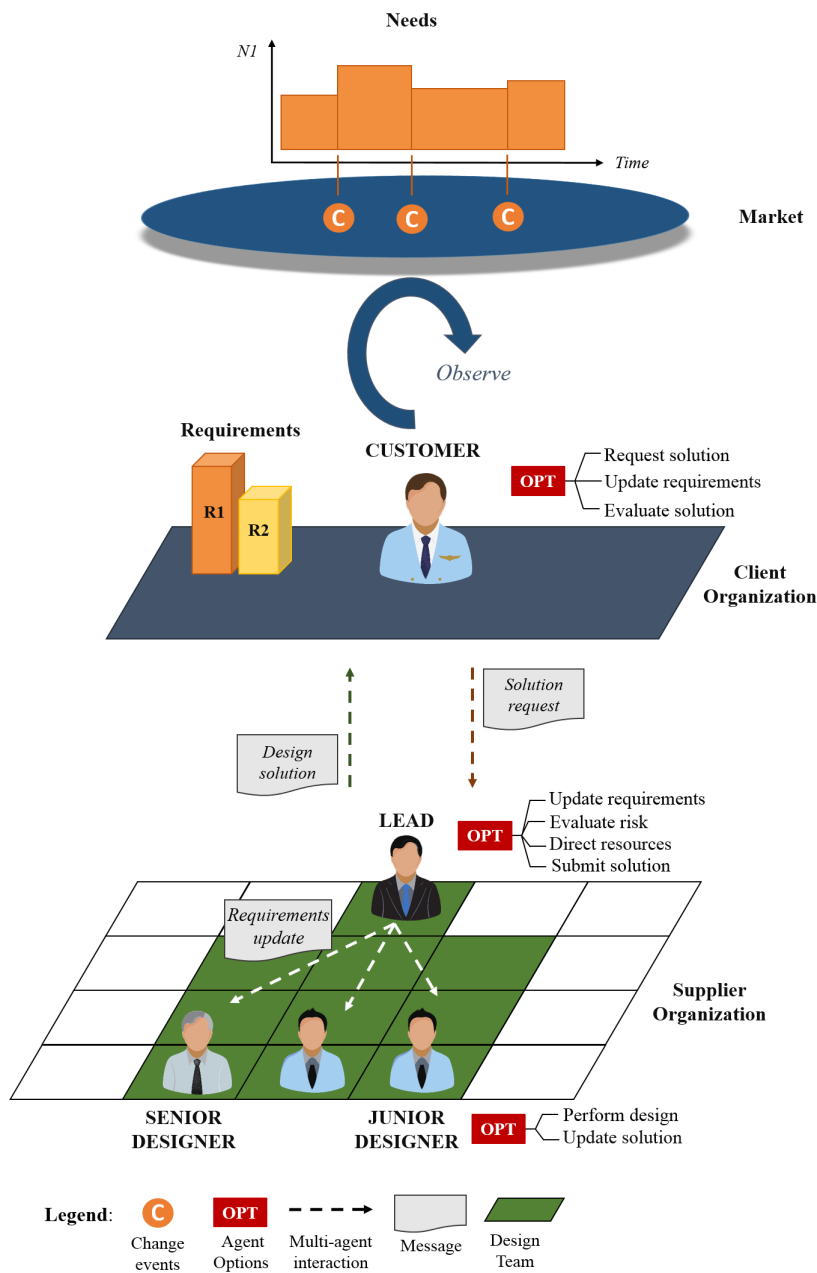 Needs
N1
Time
C
C
C
Market
Observe
Requirements
CUSTOMER
R1
R2
OPT
Request solution
Update requirements
Evaluate solution
Client
Organization
Solution
request
Design
solution
LEAD
OPT
Update requirements
Evaluate risk
Direct resources
Submit solution
Requirements
update
Supplier
Organization
SENIOR
DESIGNER
JUNIOR
DESIGNER
OPT
Perform design
Update solution
Legend:
C
Change
events
OPT
Agent
Options
Multi-agent
interaction
Message
Design
Team